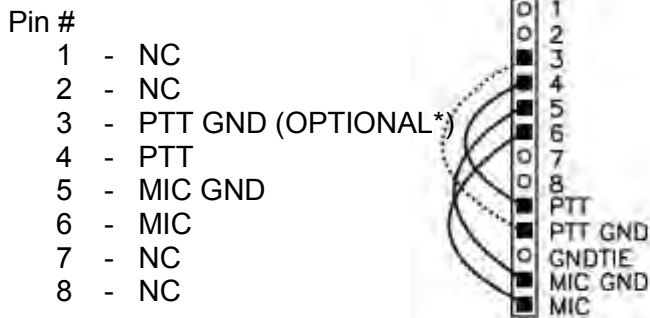 Pin #
1 - NC
2 - NC
3 - PTT GND (OPTIONAL*)
4 - PTT
5 - MIC GND
6 - MIC
7 - NC
8 - NC
1
2
3
4
5
6
7
8
PTT
PTT GND
GNDTIE
MIC GND
MIC